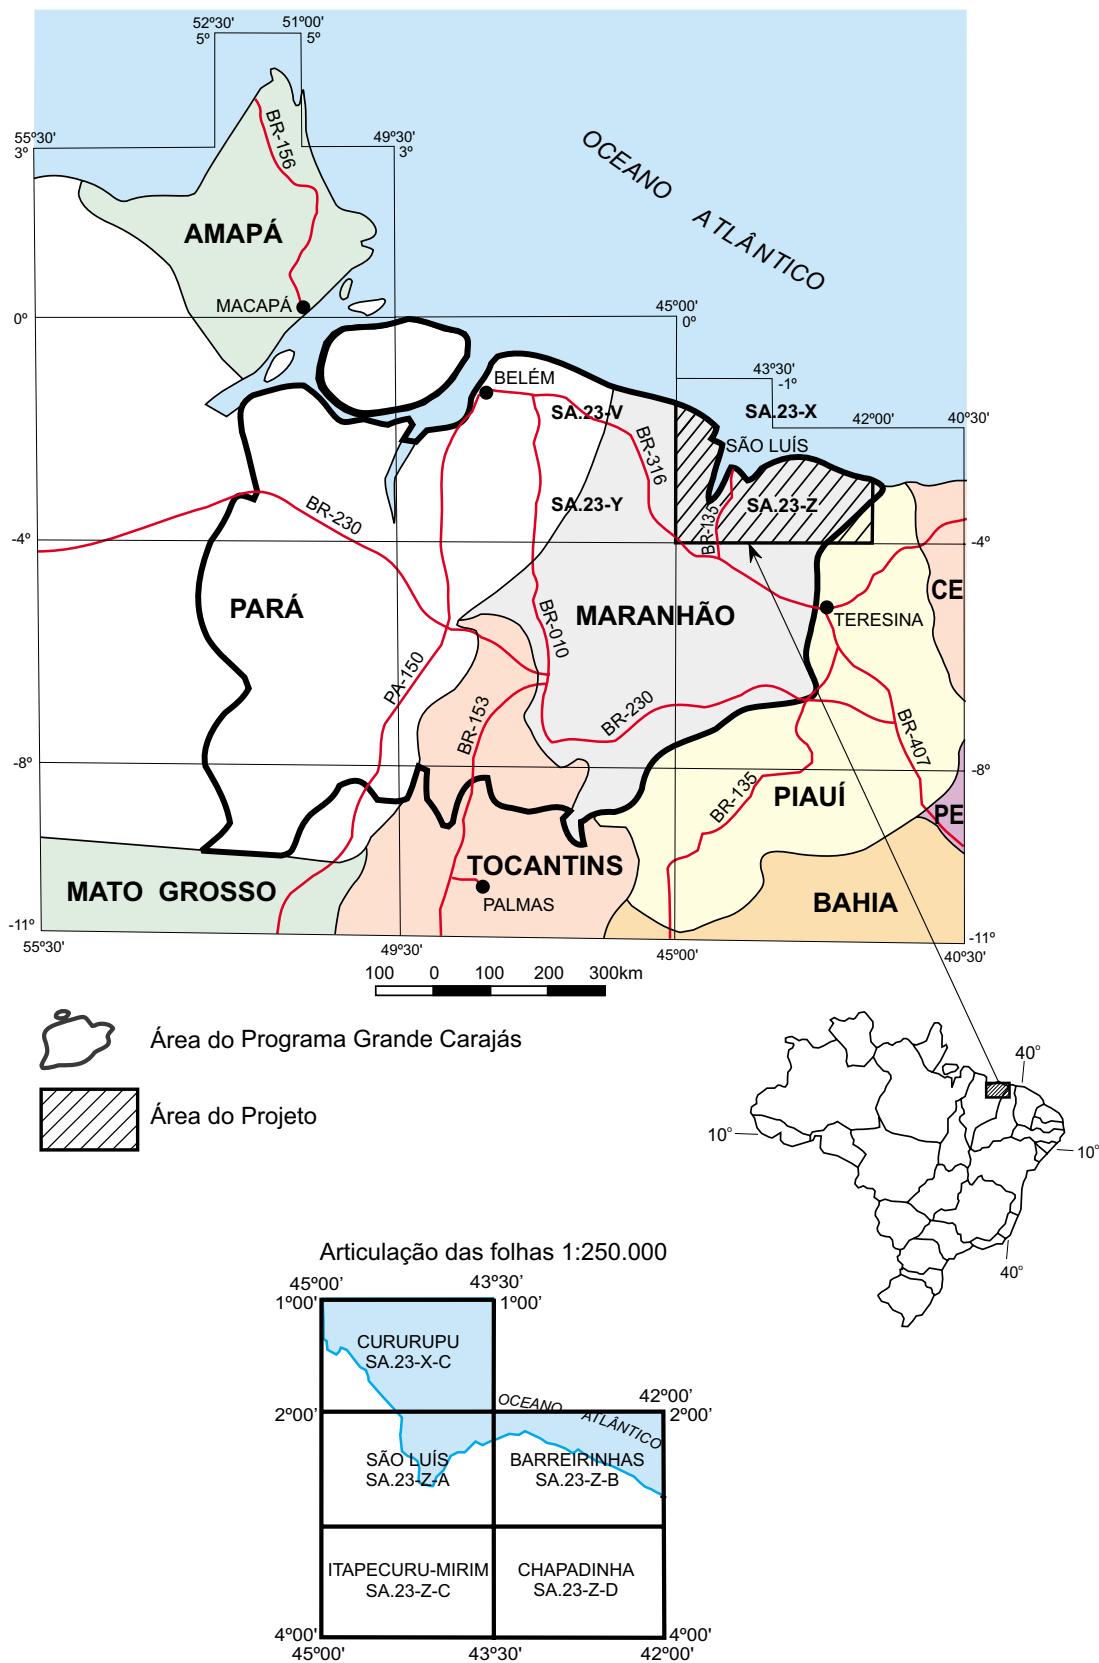 52º30' 51º00'
5º 5º
55º30' 49º30'
3º 3º
BR-156
OCEANO ATLÂNTICO
AMAPÁ
MACAPÁ
0º
45º00'
0º
43º30'
-1º
BELÉM
SA.23-V
SA.23-X
42º00' 40º30'
BR-316
SÃO LUÍS
BR-230
SA.23-Y
SA.23-Z
BR-135
-4º -4º
CE
PARÁ
BR-010
MARANHÃO
TERESINA
PA-150
BR-153
BR-230
BR-407
-8º -8º
BR-135
PIAUÍ
PE
TOCANTINS
MATO GROSSO
PALMAS
BAHIA
-11º -11º
55º30' 49º30' 45º00' 40º30'
100 0 100 200 300km
Área do Programa Grande Carajás
Área do Projeto
40º
10º
10º
40º
Articulação das folhas 1:250.000
45º00' 43º30'
1º00' 1º00'
CURURUPU
SA.23-X-C
42º00'
OCEANO ATLÂNTICO
2º00' 2º00'
SÃO LUÍS
SA.23-Z-A
BARREIRINHAS
SA.23-Z-B
ITAPECURU-MIRIM
SA.23-Z-C
CHAPADINHA
SA.23-Z-D
4º00' 4º00'
45º00' 43º30' 42º00'